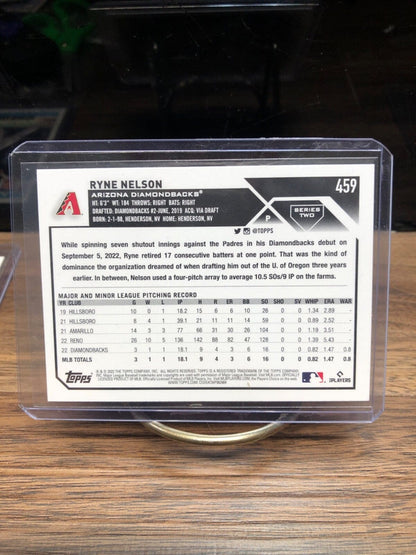 RYNE NELSON
459
ARIZONA DIAMONDBACKS®
HT: 6'3" WT: 184 THROWS: RIGHT BATS: RIGHT
DRAFTED: DIAMONDBACKS #2-JUNE, 2019 ACQ: VIA DRAFT
BORN: 2-1-98, HENDERSON, NV HOME: HENDERSON, NV
P
SERIES
TWO
@TOPPS
While spinning seven shutout innings against the Padres in his Diamondbacks debut on
September 5, 2022, Ryne retired 17 consecutive batters at one point. That was the kind of
dominance the organization dreamed of when drafting him out of the U. of Oregon three years
earlier. In between, Nelson used a four-pitch array to average 10.5 SOs/9 IP on the farms.
MAJOR AND MINOR LEAGUE PITCHING RECORD
YR CLUB G W L IP H R ER BB SO SHO SV WHIP ERA WAR
19 HILLSBORO 10 0 1 18.2 15 6 6 10 26 0 0 1.34 2.89 -
21 HILLSBORO 8 4 1 39.1 21 11 11 14 59 0 0 0.89 2.52 -
21 AMARILLO 14 3 3 77 66 31 30 26 104 0 0 1.19 3.51 -
22 RENO 26 10 5 136 142 88 82 47 128 0 0 1.39 5.43 -
22 DIAMONDBACKS 3 1 1 18.1 9 4 3 6 16 0 0 0.82 1.47 0.8
MLB TOTALS 3 1 1 18.1 9 4 3 6 16 0 0 0.82 1.47 0.8
Topps
MLB
PLAYERS